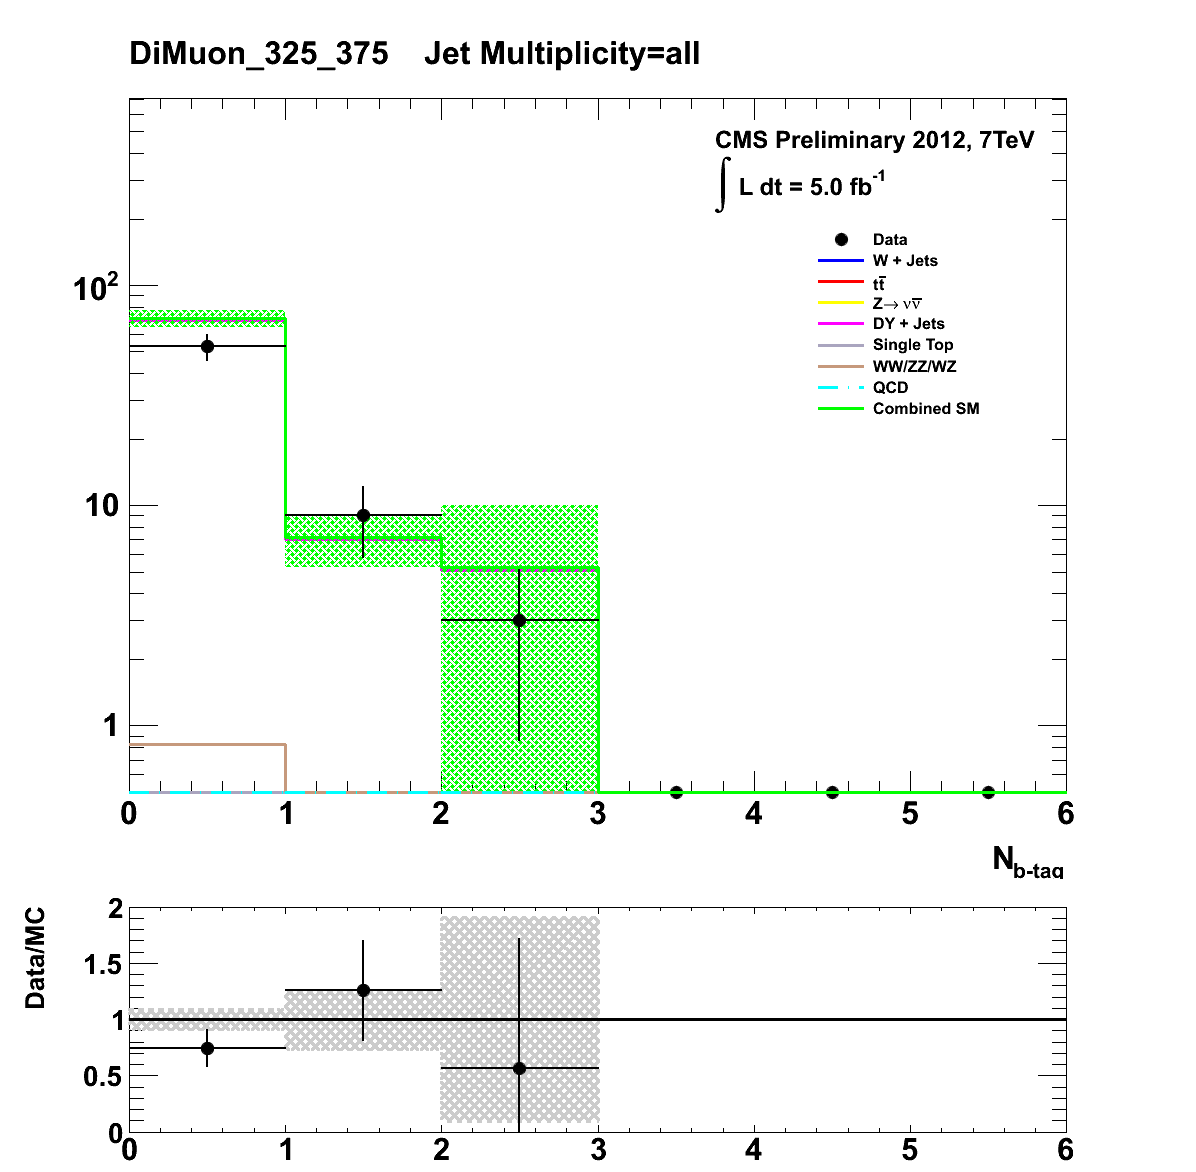 DiMuon_325_375 Jet Multiplicity=all
CMS Preliminary 2012, 7TeV
∫ L dt = 5.0 fb⁻¹
Data
W + Jets
tt̅
Z→ νν̅
DY + Jets
Single Top
WW/ZZ/WZ
QCD
Combined SM
10²
10
1
0 1 2 3 4 5 6
N_b-tag
Data/MC
2
1.5
1
0.5
0
0 1 2 3 4 5 6